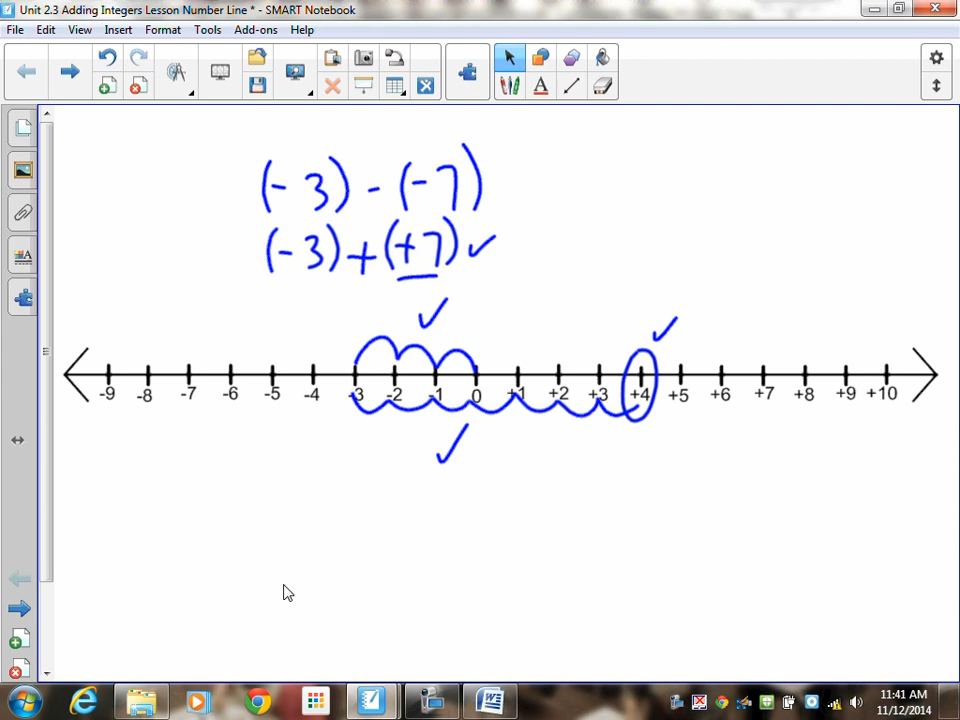 Unit 2.3 Adding Integers Lesson Number Line * - SMART Notebook
File Edit View Insert Format Tools Add-ons Help
(-3) - (-7)
(-3) + (+7) ✓
✓
✓
-9 -8 -7 -6 -5 -4 -3 -2 -1 0 +1 +2 +3 +4 +5 +6 +7 +8 +9 +10
✓
11:41 AM
11/12/2014